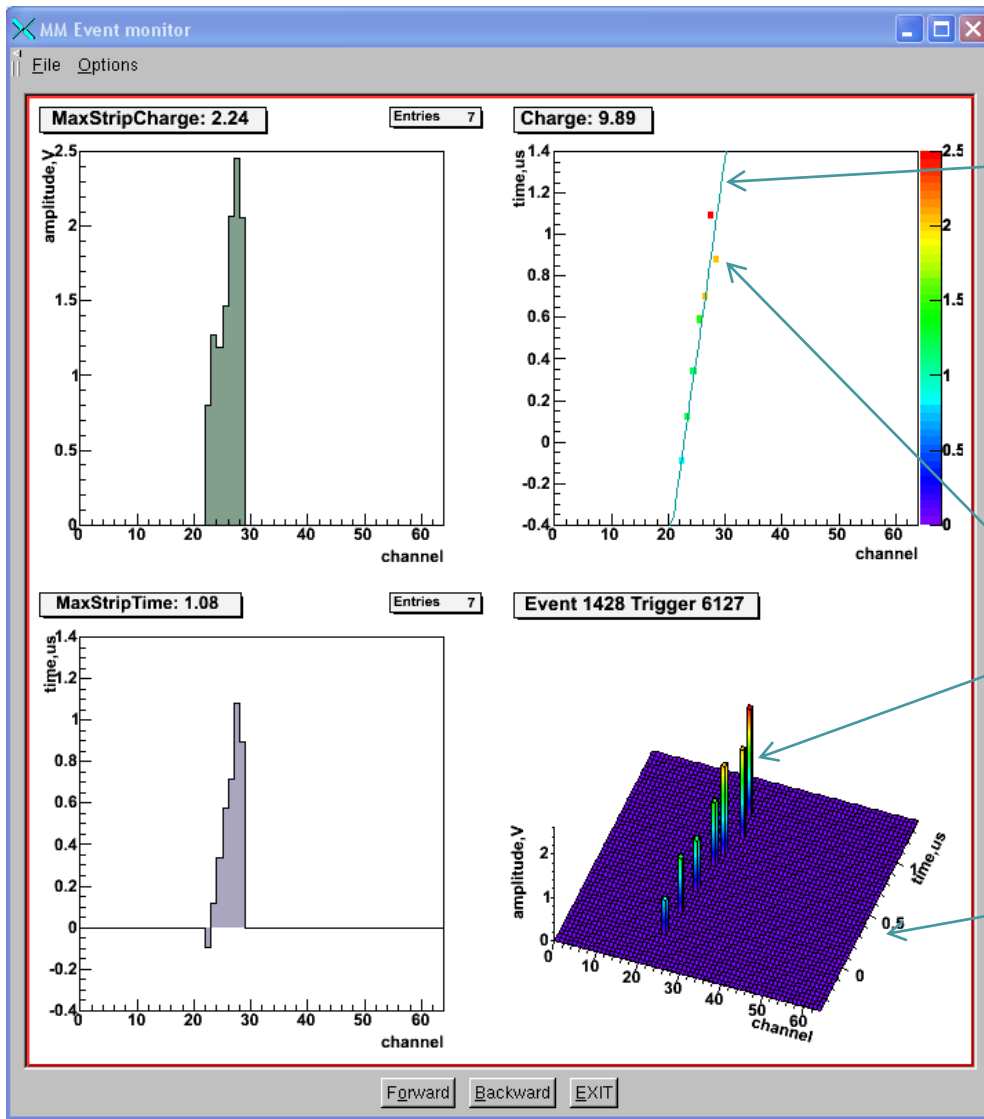 MM Event monitor
File Options
MaxStripCharge: 2.24
Entries 7
amplitude,V
2.5
2
1.5
1
0.5
0
0 10 20 30 40 50 60
channel
Charge: 9.89
time,us
1.4
1.2
1
0.8
0.6
0.4
0.2
0
-0.2
-0.4
0 10 20 30 40 50 60
channel
2.5
2
1.5
1
0.5
0
MaxStripTime: 1.08
Entries 7
time,us
1.4
1.2
1
0.8
0.6
0.4
0.2
0
-0.2
-0.4
0 10 20 30 40 50 60
channel
Event 1428 Trigger 6127
amplitude,V
2
1
0
0 10 20 30 40 50 60
channel
time,us
1
0.5
0
Forward Backward EXIT